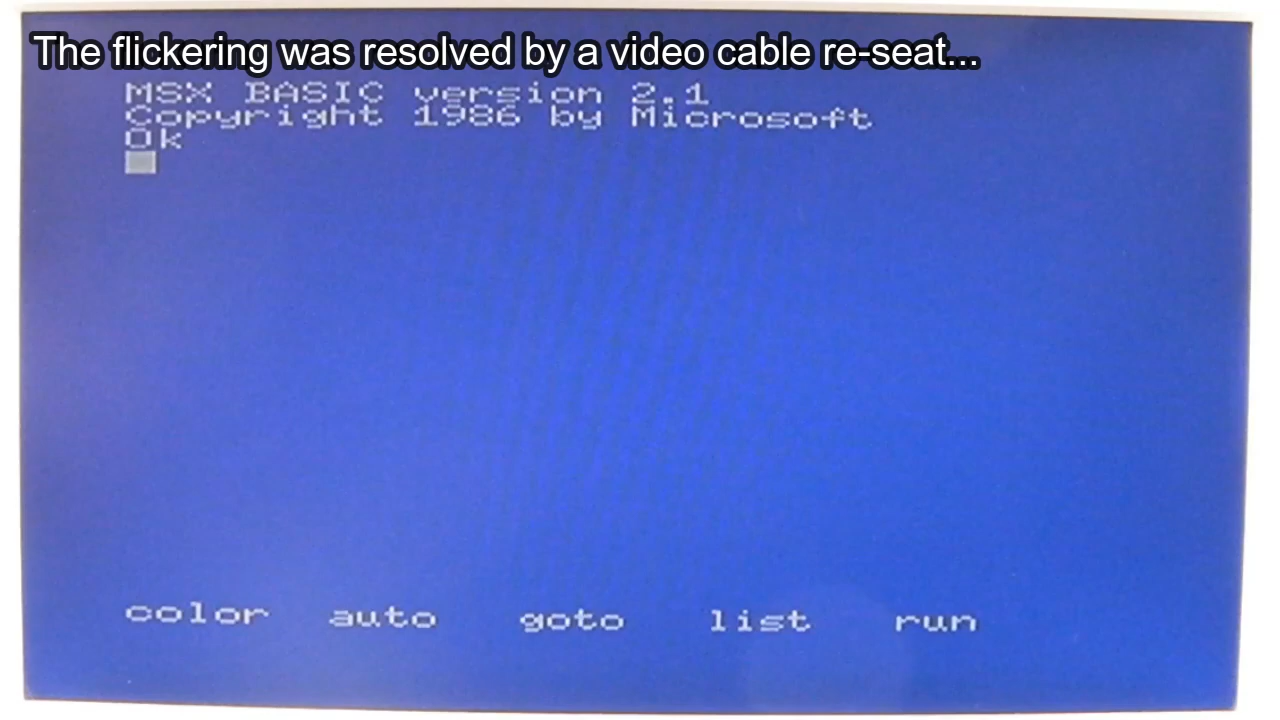 The flickering was resolved by a video cable re-seat...
MSX BASIC version 2.1
Copyright 1986 by Microsoft
Ok
color auto goto list run